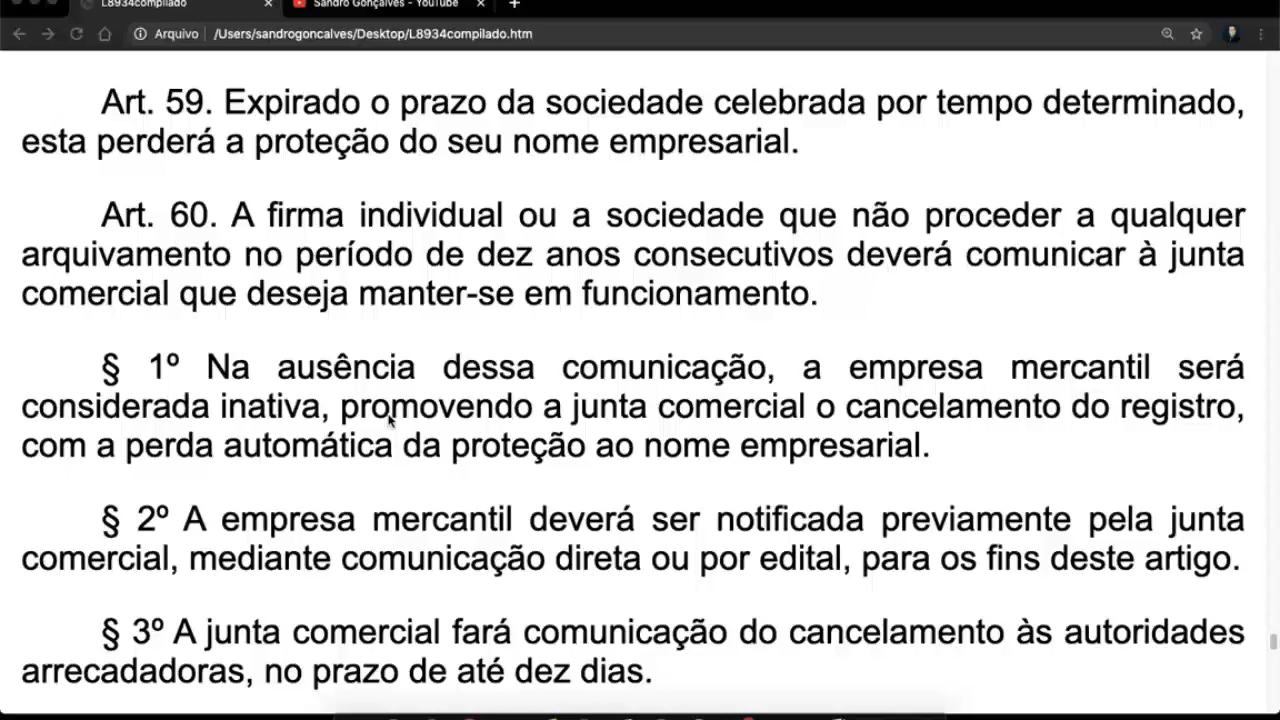 L8934compilado
Sandro Gonçalves - YouTube
Arquivo
/Users/sandrogoncalves/Desktop/L8934compilado.htm
Art. 59. Expirado o prazo da sociedade celebrada por tempo determinado,
esta perderá a proteção do seu nome empresarial.
Art. 60. A firma individual ou a sociedade que não proceder a qualquer
arquivamento no período de dez anos consecutivos deverá comunicar à junta
comercial que deseja manter-se em funcionamento.
§ 1º Na ausência dessa comunicação, a empresa mercantil será
considerada inativa, promovendo a junta comercial o cancelamento do registro,
com a perda automática da proteção ao nome empresarial.
§ 2º A empresa mercantil deverá ser notificada previamente pela junta
comercial, mediante comunicação direta ou por edital, para os fins deste artigo.
§ 3º A junta comercial fará comunicação do cancelamento às autoridades
arrecadadoras, no prazo de até dez dias.